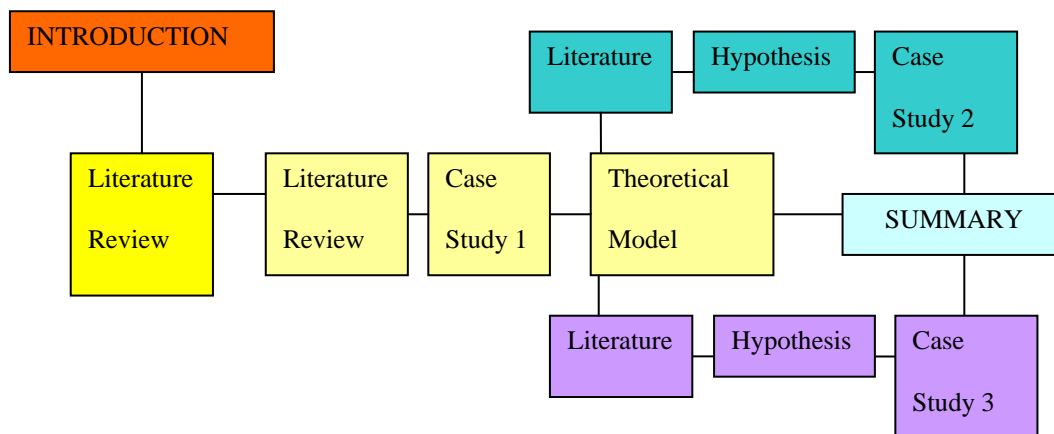 INTRODUCTION
Literature
Review
Literature
Review
Case
Study 1
Theoretical
Model
Literature
Hypothesis
Case
Study 2
SUMMARY
Literature
Hypothesis
Case
Study 3